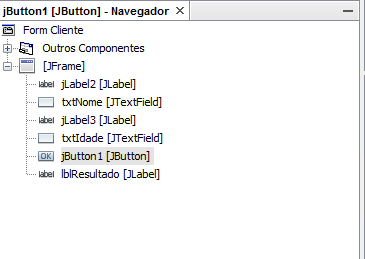 jButton1 [JButton] - Navegador
Form Cliente
Outros Componentes
[JFrame]
label jLabel2 [JLabel]
txtNome [JTextField]
label jLabel3 [JLabel]
txtIdade [JTextField]
OK jButton1 [JButton]
label lblResultado [JLabel]